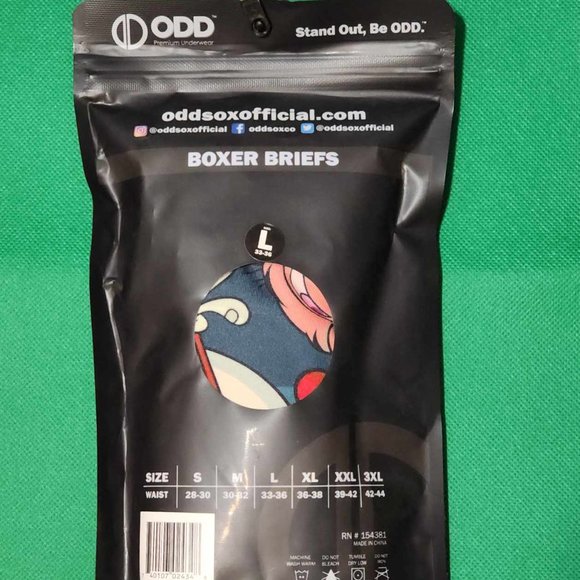 ODD™
Premium Underwear
Stand Out, Be ODD.™
oddsoxofficial.com
@oddsoxofficial oddsoxco @oddsoxofficial
BOXER BRIEFS
L
33-36
SIZE S M L XL XXL 3XL
WAIST 28-30 30-32 33-36 36-38 39-42 42-44
RN # 154381
MADE IN CHINA
MACHINE WASH WARM
DO NOT BLEACH
TUMBLE DRY LOW
DO NOT IRON